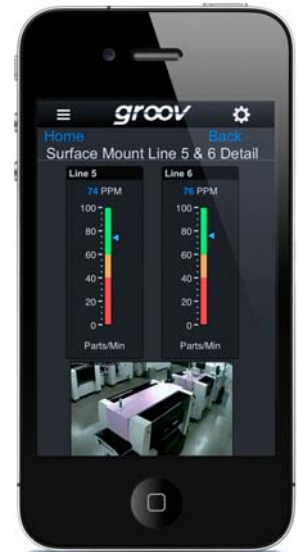 groov
Home Back
Surface Mount Line 5 & 6 Detail
Line 5 Line 6
74 PPM 76 PPM
100 100
80 80
60 60
40 40
20 20
0 0
Parts/Min Parts/Min